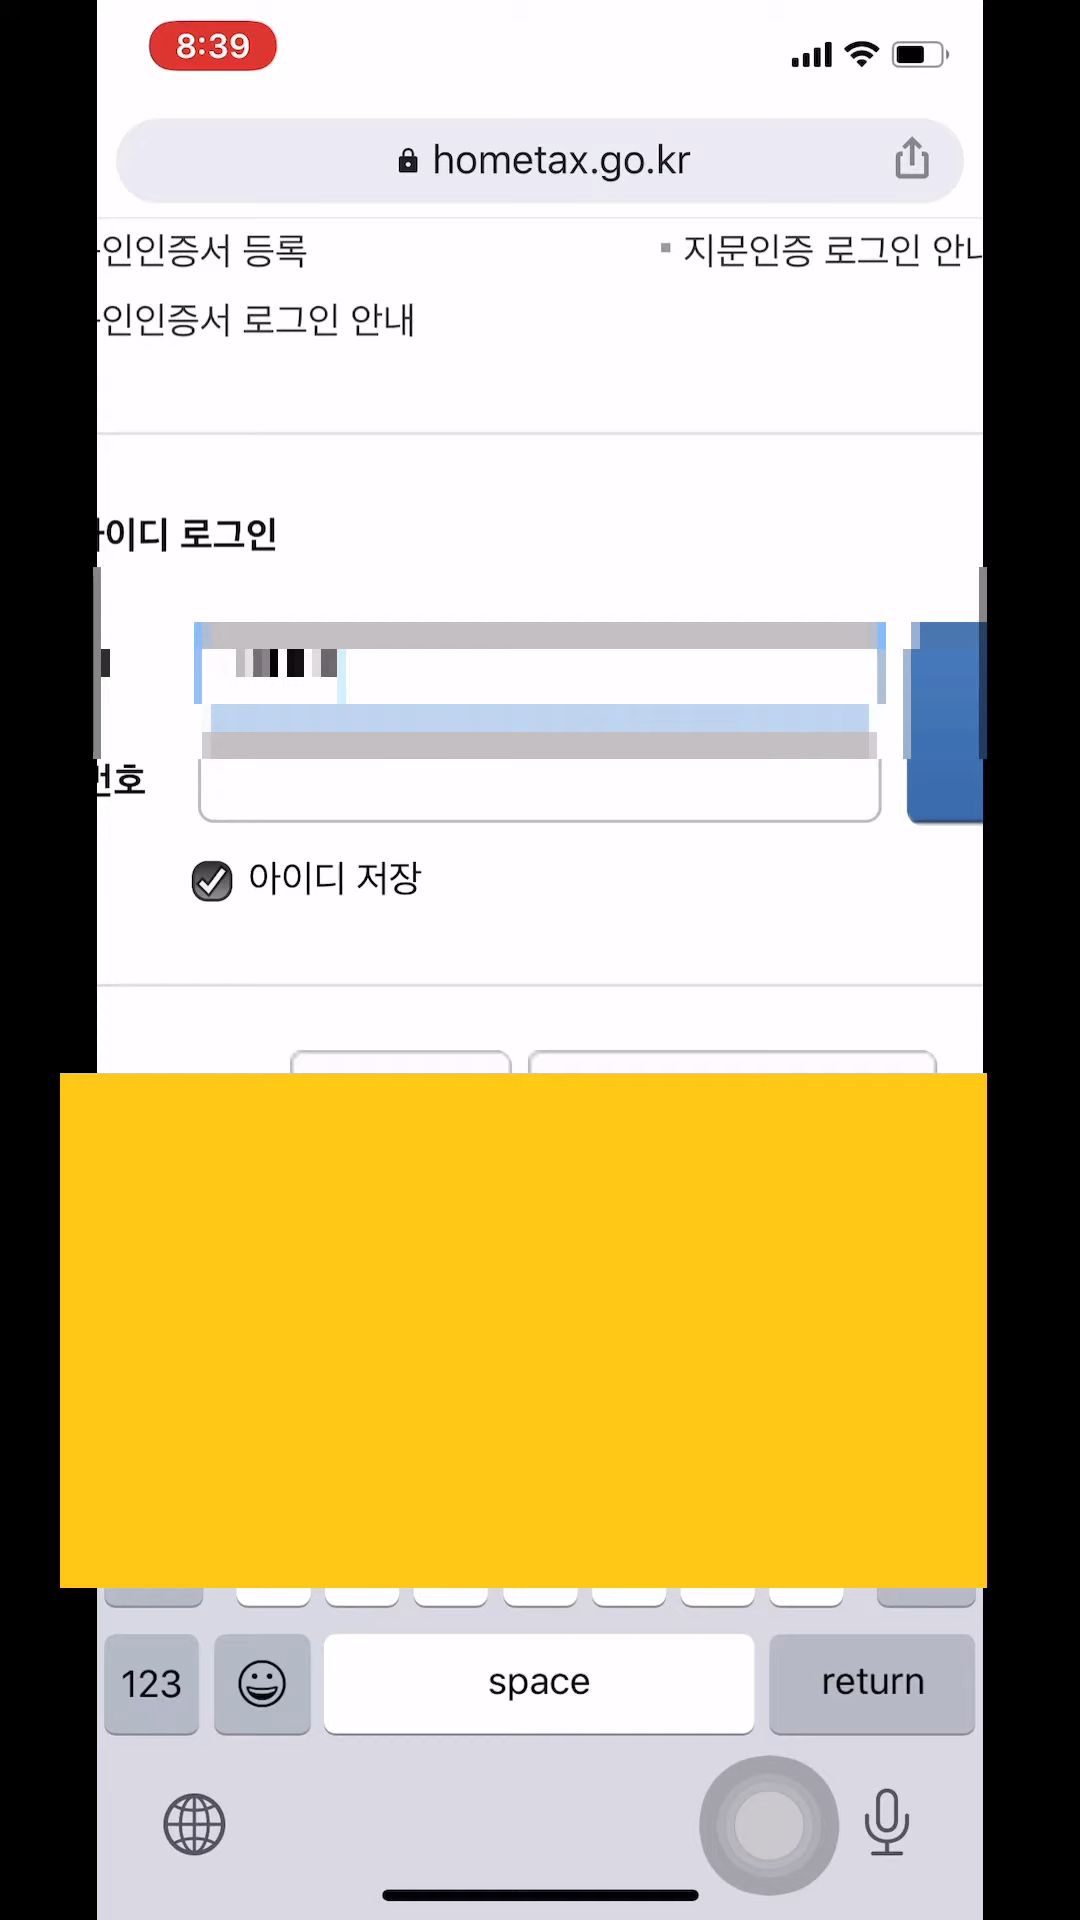 8:39
hometax.go.kr
인인증서 등록
지문인증 로그인
인인증서 로그인 안내
이디 로그인
번호
아이디 저장
123
space
return